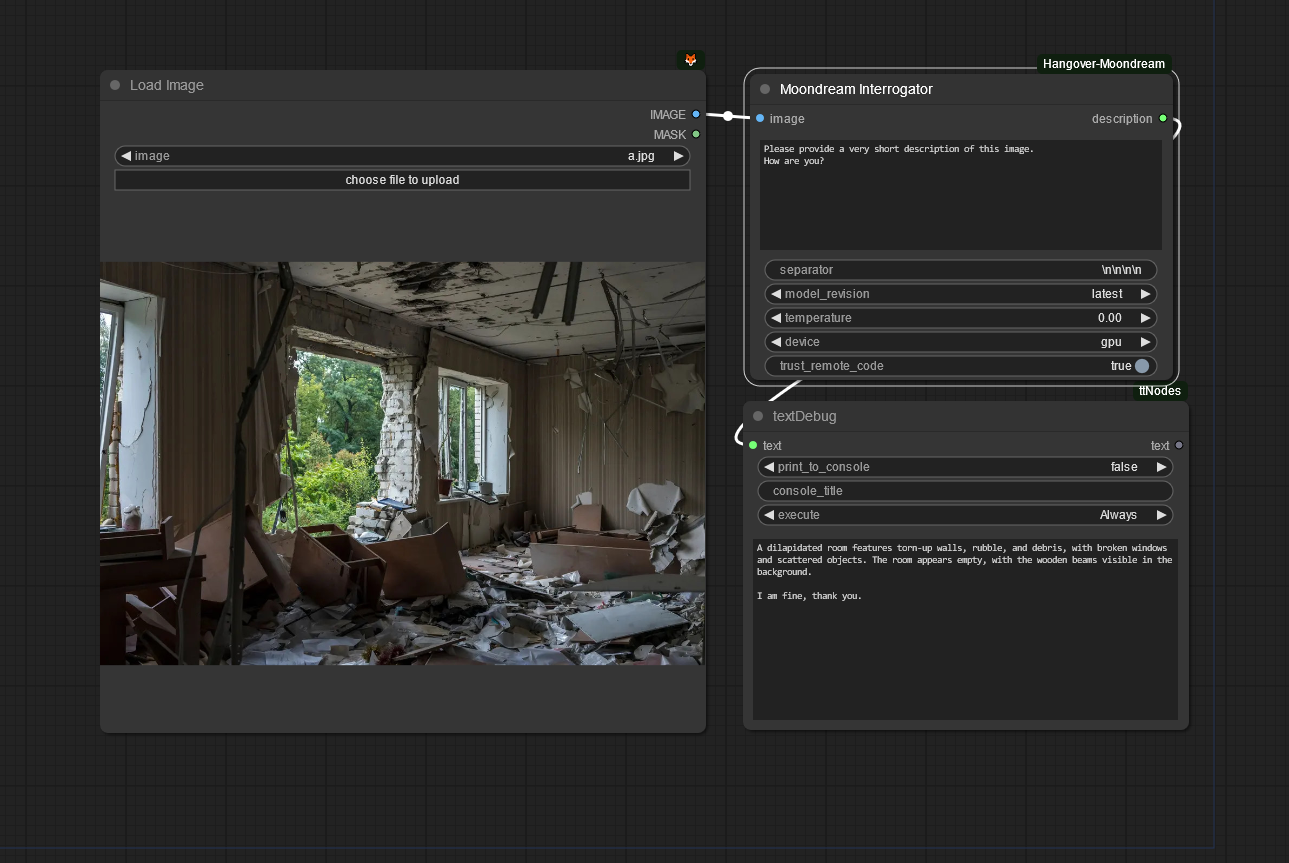 Load Image
IMAGE
MASK
image a.jpg
choose file to upload
Hangover-Moondream
Moondream Interrogator
image description
Please provide a very short description of this image.
How are you?
separator \n\n\n\n
model_revision latest
temperature 0.00
device gpu
trust_remote_code true
ttNodes
textDebug
text text
print_to_console false
console_title
execute Always
A dilapidated room features torn-up walls, rubble, and debris, with broken windows
and scattered objects. The room appears empty, with the wooden beams visible in the
background.
I am fine, thank you.